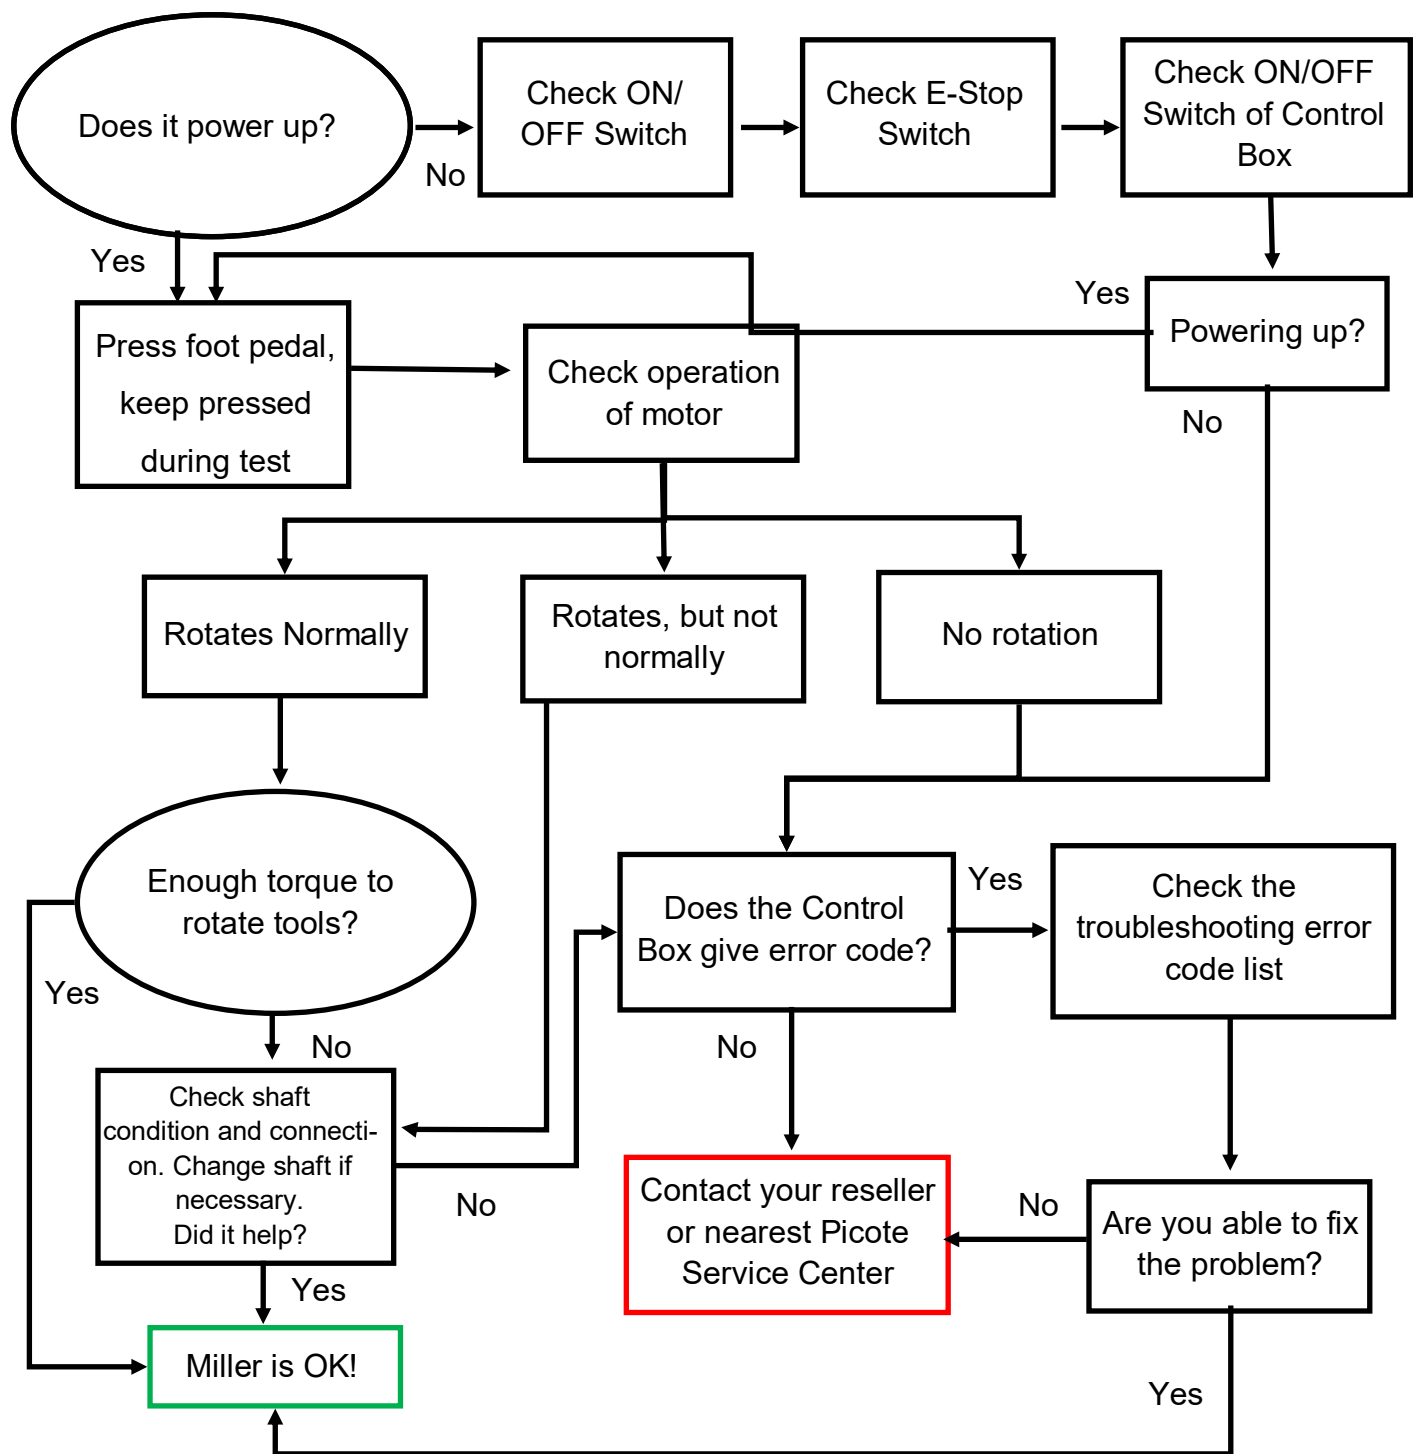 Does it power up?
No
Check ON/
OFF Switch
Check E-Stop
Switch
Check ON/OFF
Switch of Control
Box
Yes
Press foot pedal,
keep pressed
during test
Check operation
of motor
Yes
Powering up?
No
Rotates Normally
Rotates, but not
normally
No rotation
Enough torque to
rotate tools?
Yes
No
Does the Control
Box give error code?
Yes
Check the
troubleshooting error
code list
No
Check shaft
condition and connecti-
on. Change shaft if
necessary.
Did it help?
No
Yes
Contact your reseller
or nearest Picote
Service Center
No
Are you able to fix
the problem?
Miller is OK!
Yes